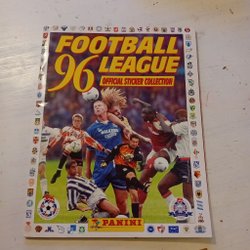 FOOTBALL
96 LEAGUE
OFFICIAL STICKER COLLECTION
PANINI